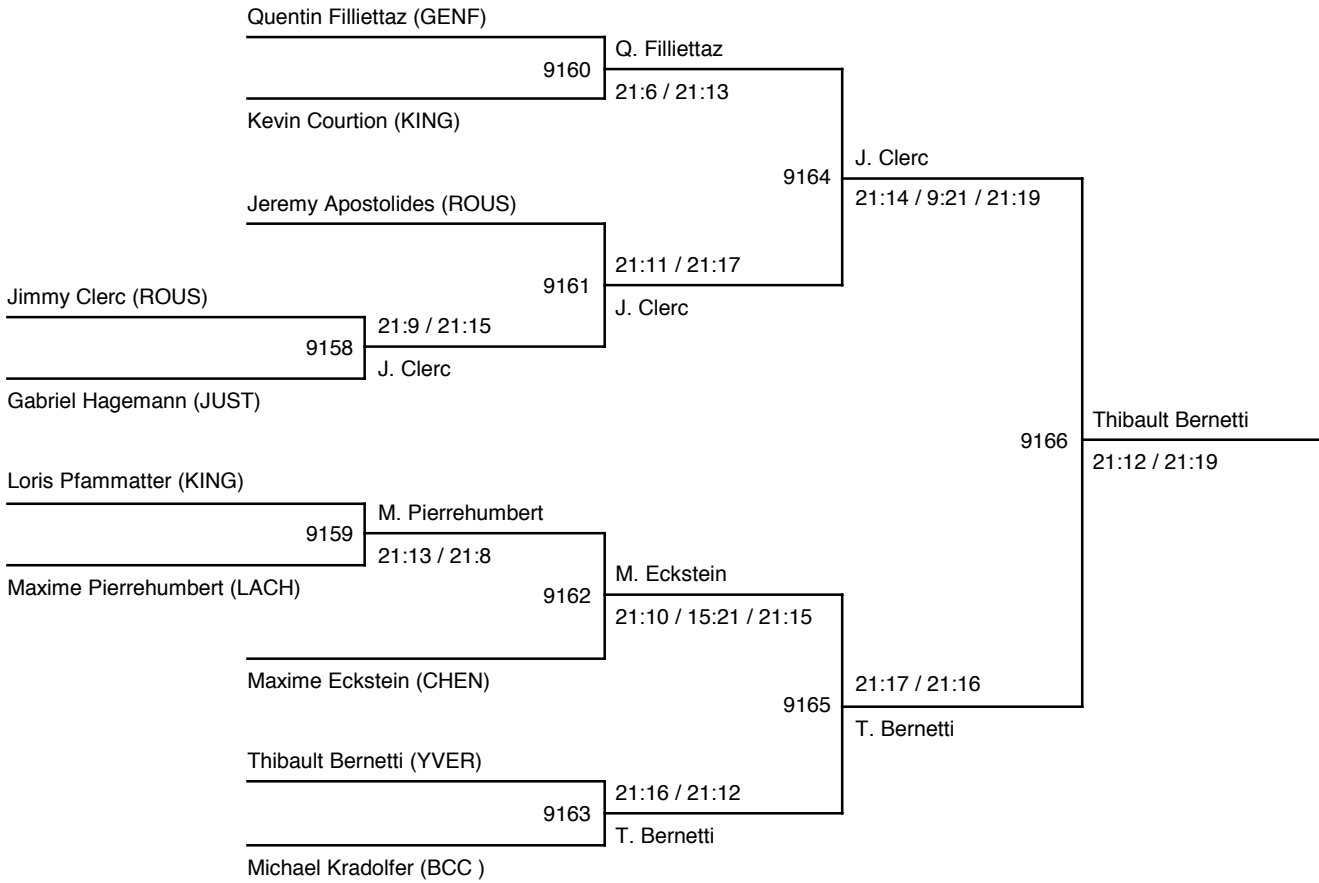 Quentin Filliettaz (GENF)
Q. Filliettaz
9160
21:6 / 21:13
Kevin Courtion (KING)
J. Clerc
9164
21:14 / 9:21 / 21:19
Jeremy Apostolides (ROUS)
21:11 / 21:17
9161
J. Clerc
Jimmy Clerc (ROUS)
21:9 / 21:15
9158
J. Clerc
Gabriel Hagemann (JUST)
Thibault Bernetti
9166
21:12 / 21:19
Loris Pfammatter (KING)
M. Pierrehumbert
9159
21:13 / 21:8
Maxime Pierrehumbert (LACH)
M. Eckstein
9162
21:10 / 15:21 / 21:15
Maxime Eckstein (CHEN)
21:17 / 21:16
9165
T. Bernetti
Thibault Bernetti (YVER)
21:16 / 21:12
9163
T. Bernetti
Michael Kradolfer (BCC )